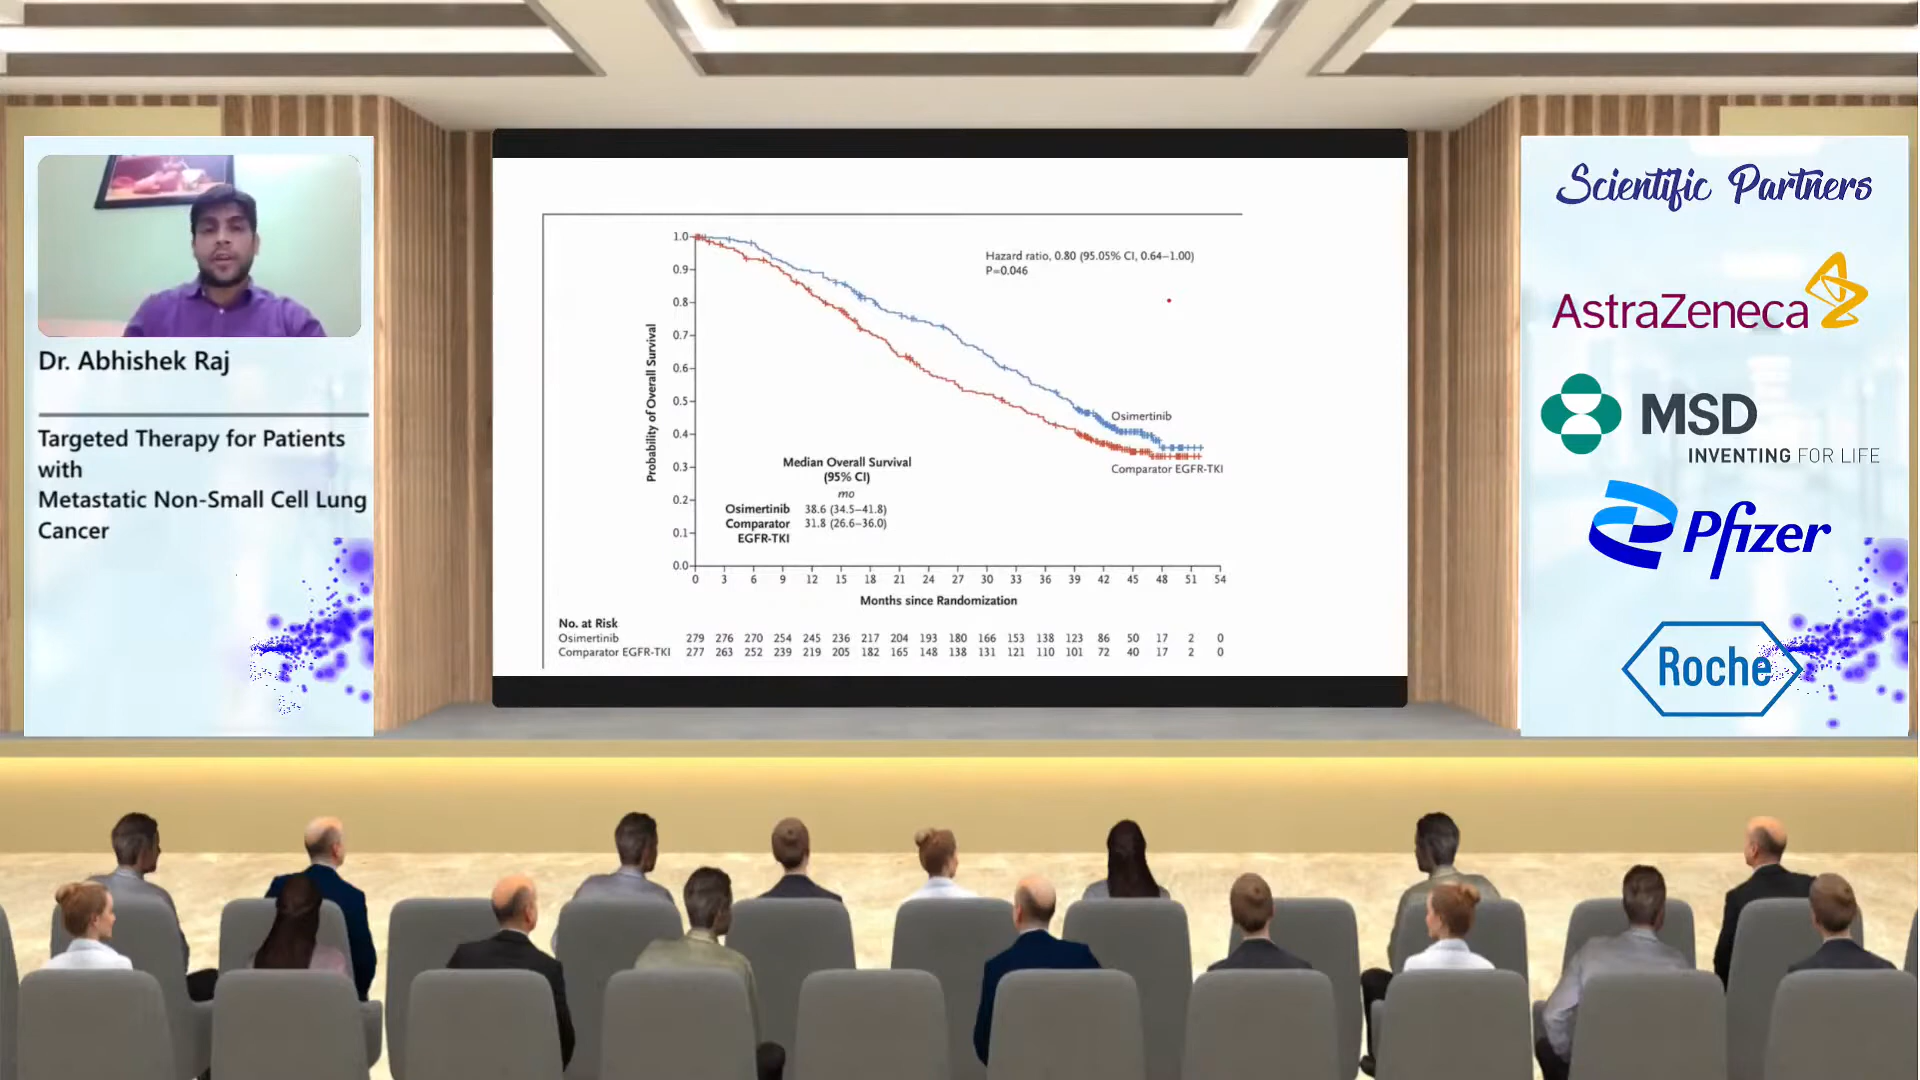 Dr. Abhishek Raj
Targeted Therapy for Patients
with
Metastatic Non-Small Cell Lung
Cancer
1.0
0.9
0.8
0.7
0.6
0.5
0.4
0.3
0.2
0.1
0.0
Probability of Overall Survival
Hazard ratio, 0.80 (95.05% CI, 0.64–1.00)
P=0.046
Osimertinib
Comparator EGFR-TKI
Median Overall Survival
(95% CI)
mo
Osimertinib 38.6 (34.5–41.8)
Comparator 31.8 (26.6–36.0)
EGFR-TKI
0 3 6 9 12 15 18 21 24 27 30 33 36 39 42 45 48 51 54
Months since Randomization
No. at Risk
Osimertinib 279 276 270 254 245 236 217 204 193 180 166 153 138 123 86 50 17 2 0
Comparator EGFR-TKI 277 263 252 239 219 205 182 165 148 138 131 121 110 101 72 40 17 2 0
Scientific Partners
AstraZeneca
MSD
INVENTING FOR LIFE
Pfizer
Roche